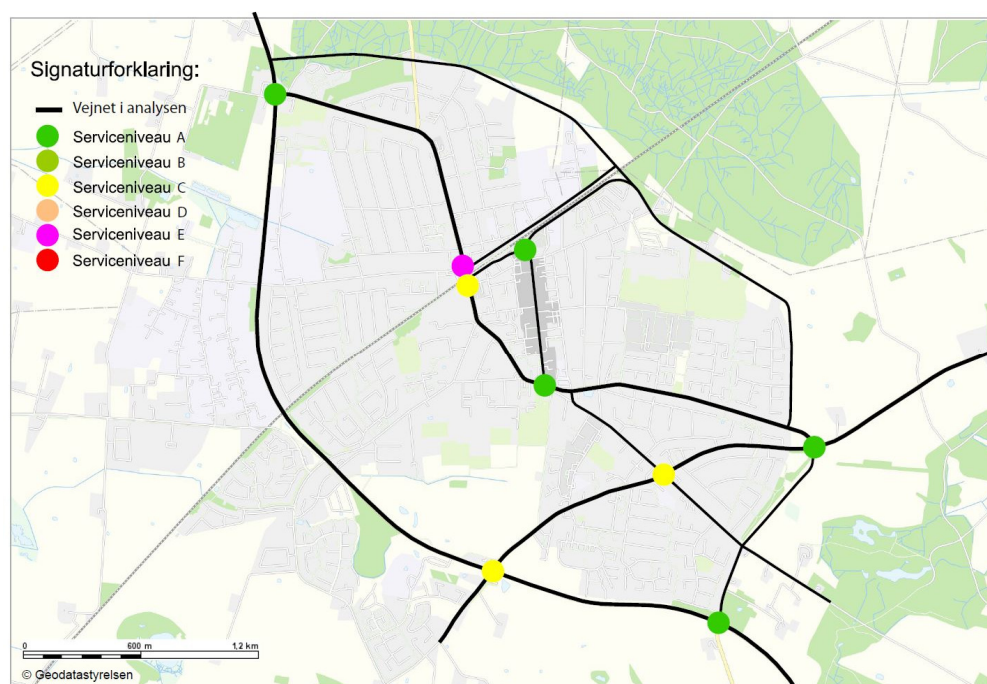 Signaturforklaring:
Vejnet i analysen
Serviceniveau A
Serviceniveau B
Serviceniveau C
Serviceniveau D
Serviceniveau E
Serviceniveau F
0 600 m 1,2 km
© Geodatastyrelsen